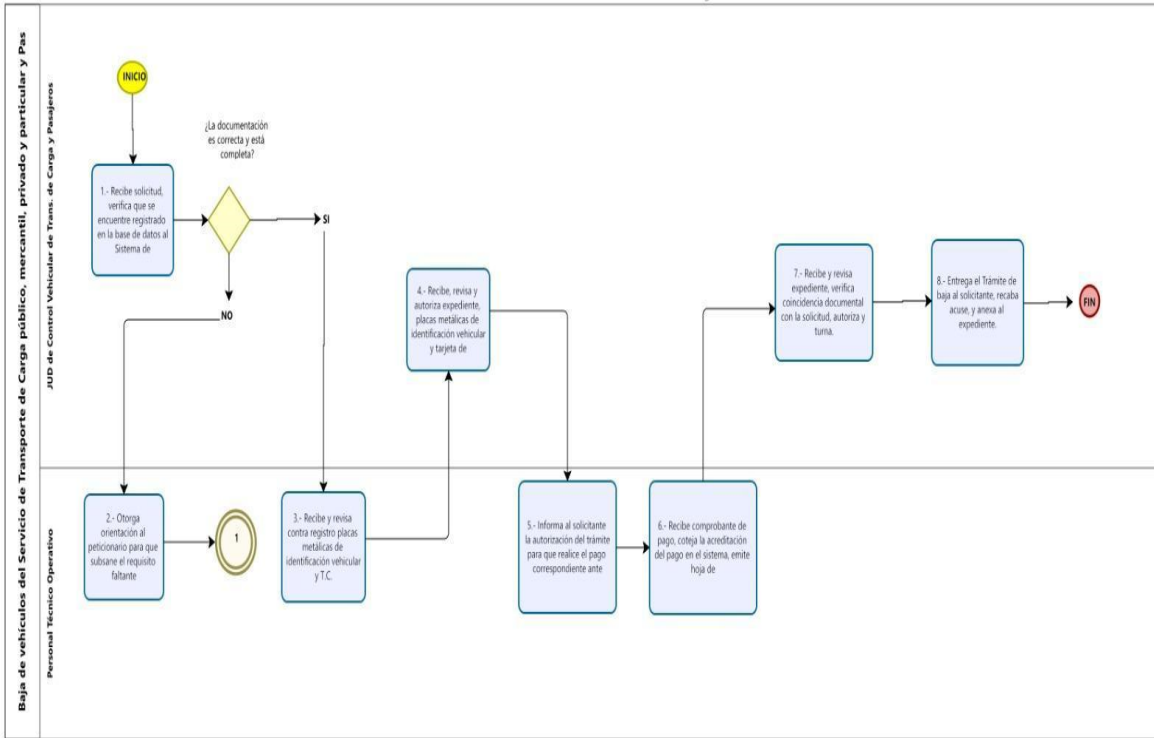 Baja de vehículos del Servicio de Transporte de Carga público, mercantil, privado y particular y Pas
JUD de Control Vehicular de Trans. de Carga y Pasajeros
INICIO
¿La documentación
es correcta y está
completa?
1.- Recibe solicitud,
verifica que se
encuentre registrado
en la base de datos al
Sistema de
SI
NO
4.- Recibe, revisa y
autoriza expediente,
placas metálicas de
identificación vehicular
y tarjeta de
7.- Recibe y revisa
expediente, verifica
coincidencia documental
con la solicitud, autoriza y
turna.
8.- Entrega el Trámite de
baja al solicitante, recaba
acuse, y anexa al
expediente.
FIN
Personal Técnico Operativo
2.- Otorga
orientación al
peticionario para que
subsane el requisito
faltante
1
3.- Recibe y revisa
contra registro placas
metálicas de
identificación vehicular
y T.C.
5.- Informa al solicitante
la autorización del trámite
para que realice el pago
correspondiente ante
6.- Recibe comprobante de
pago, coteja la acreditación
del pago en el sistema, emite
hoja de